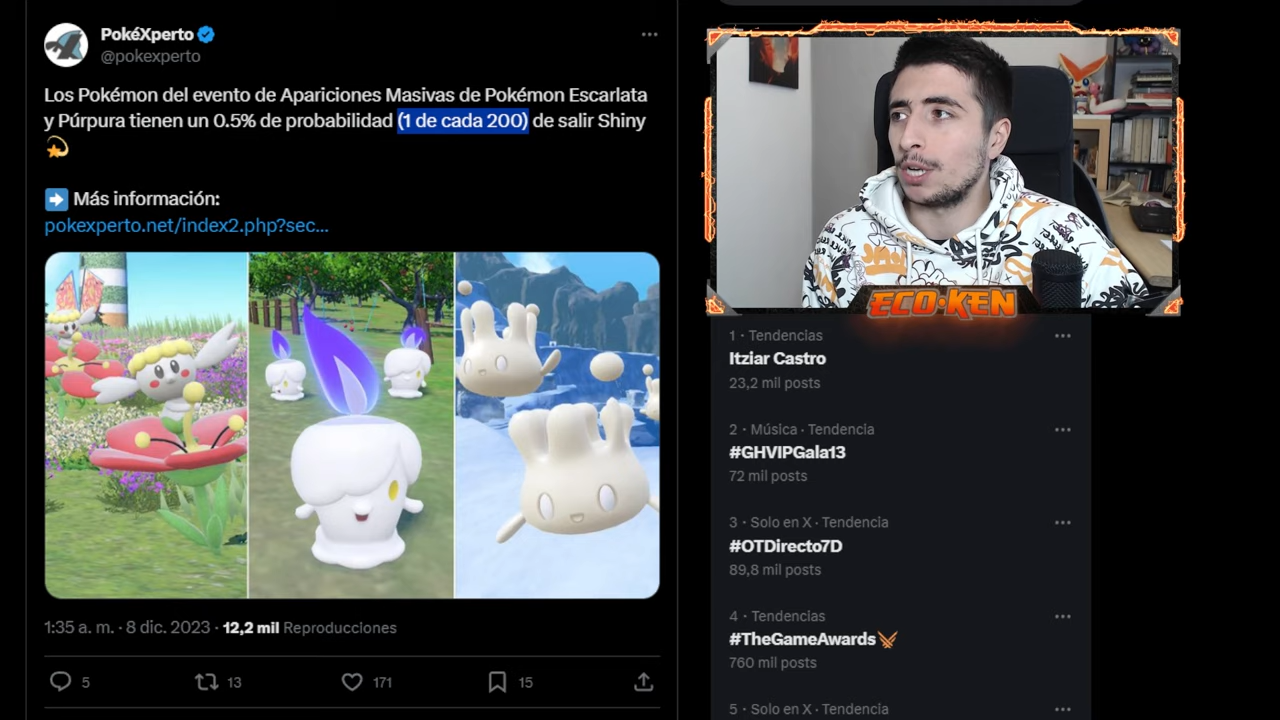 PokéXperto
@pokexperto
Los Pokémon del evento de Apariciones Masivas de Pokémon Escarlata
y Púrpura tienen un 0.5% de probabilidad (1 de cada 200) de salir Shiny
Más información:
pokexperto.net/index2.php?sec...
1:35 a. m. · 8 dic. 2023 · 12,2 mil Reproducciones
5
13
171
15
ECO·KEN
1 · Tendencias
Itziar Castro
23,2 mil posts
2 · Música · Tendencia
#GHVIPGala13
72 mil posts
3 · Solo en X · Tendencia
#OTDirecto7D
89,8 mil posts
4 · Tendencias
#TheGameAwards
760 mil posts
5 · Solo en X · Tendencia